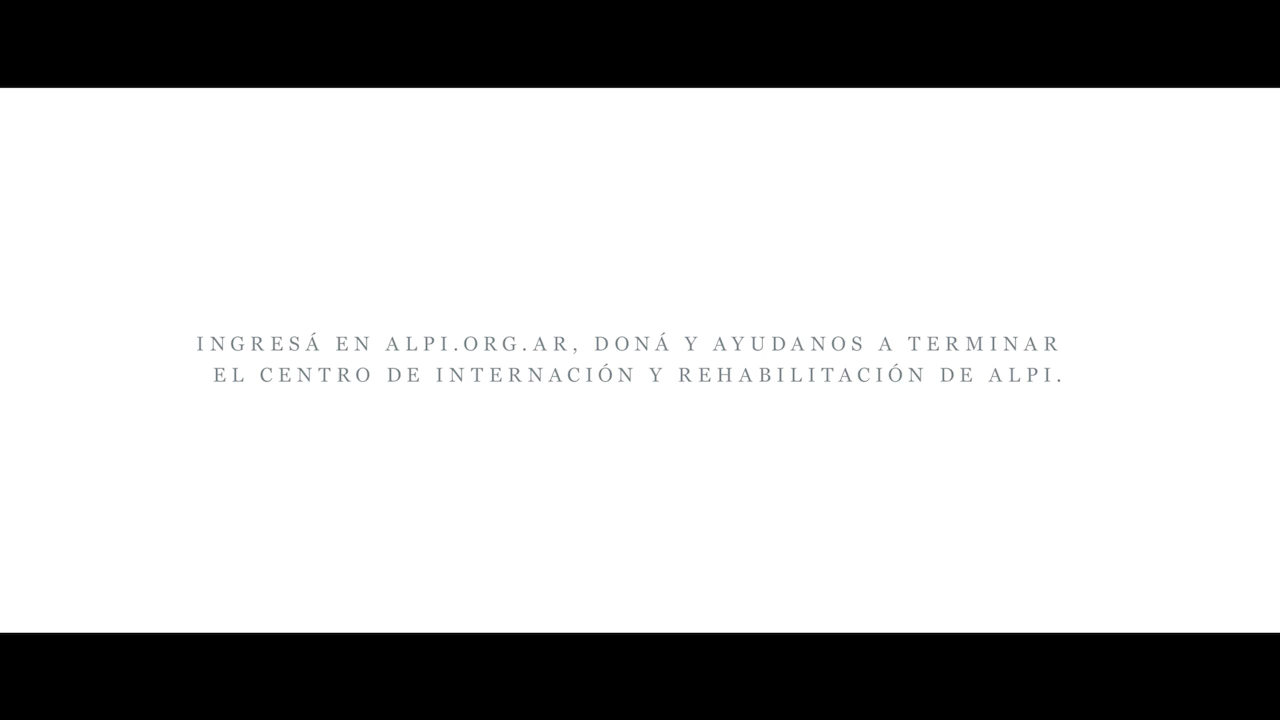 INGRESÁ EN ALPI.ORG.AR, DONÁ Y AYUDANOS A TERMINAR
EL CENTRO DE INTERNACIÓN Y REHABILITACIÓN DE ALPI.